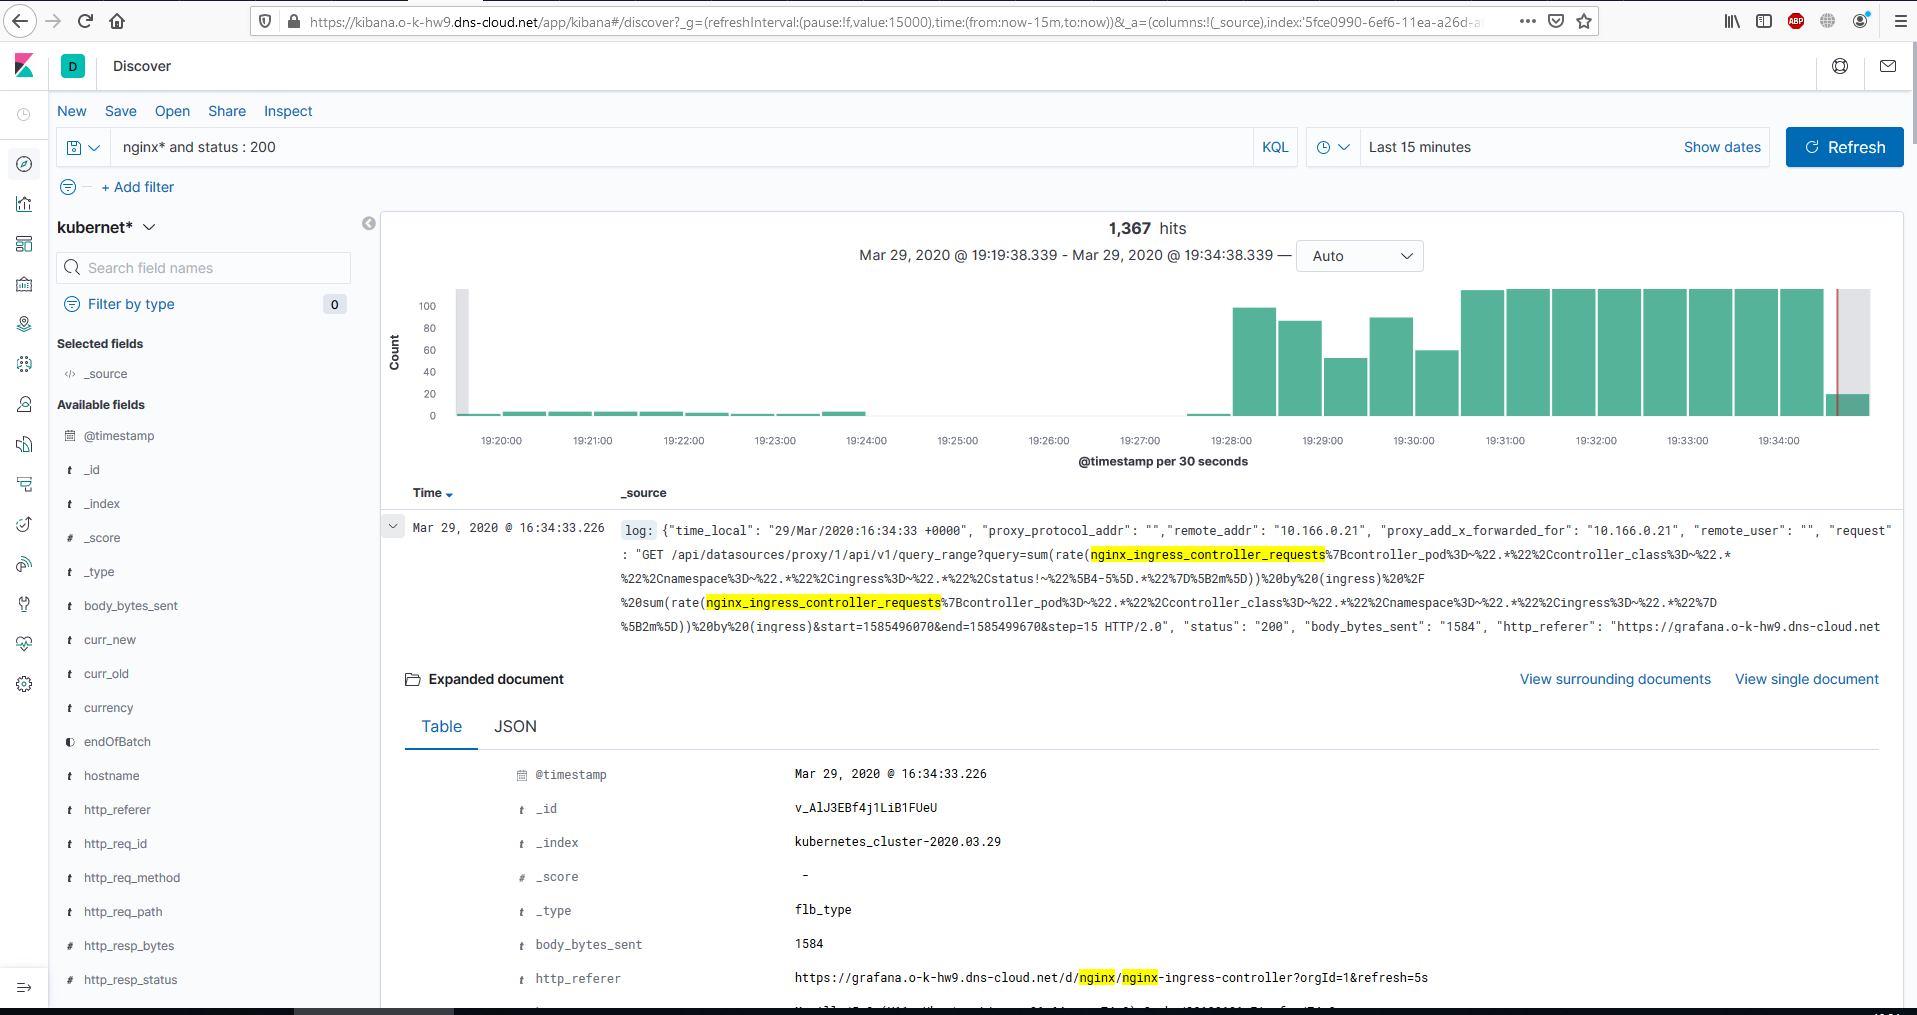 https://kibana.o-k-hw9.dns-cloud.net/app/kibana#/discover?_g=(refreshInterval:(pause:!f,value:15000),time:(from:now-15m,to:now))&_a=(columns:!(_source),index:'5fce0990-6ef6-11ea-a26d-a
ABP
D Discover
New Save Open Share Inspect
nginx* and status : 200 KQL Last 15 minutes Show dates Refresh
+ Add filter
kubernet*
1,367 hits
Mar 29, 2020 @ 19:19:38.339 - Mar 29, 2020 @ 19:34:38.339 — Auto
Search field names
Filter by type 0
Selected fields
</> _source
Available fields
@timestamp
t _id
t _index
# _score
t _type
t body_bytes_sent
t curr_new
t curr_old
t currency
endOfBatch
t hostname
t http_referer
t http_req_id
t http_req_method
t http_req_path
# http_resp_bytes
# http_resp_status
Count
100
80
60
40
20
0
19:20:00 19:21:00 19:22:00 19:23:00 19:24:00 19:25:00 19:26:00 19:27:00 19:28:00 19:29:00 19:30:00 19:31:00 19:32:00 19:33:00 19:34:00
@timestamp per 30 seconds
Time _source
Mar 29, 2020 @ 16:34:33.226 log: {"time_local": "29/Mar/2020:16:34:33 +0000", "proxy_protocol_addr": "","remote_addr": "10.166.0.21", "proxy_add_x_forwarded_for": "10.166.0.21", "remote_user": "", "request"
: "GET /api/datasources/proxy/1/api/v1/query_range?query=sum(rate(nginx_ingress_controller_requests%7Bcontroller_pod%3D~%22.*%22%2Ccontroller_class%3D~%22.*
%22%2Cnamespace%3D~%22.*%22%2Cingress%3D~%22.*%22%2Cstatus!~%22%5B4-5%5D.*%22%7D%5B2m%5D))%20by%20(ingress)%20%2F
%20sum(rate(nginx_ingress_controller_requests%7Bcontroller_pod%3D~%22.*%22%2Ccontroller_class%3D~%22.*%22%2Cnamespace%3D~%22.*%22%2Cingress%3D~%22.*%22%7D
%5B2m%5D))%20by%20(ingress)&start=1585496070&end=1585499670&step=15 HTTP/2.0", "status": "200", "body_bytes_sent": "1584", "http_referer": "https://grafana.o-k-hw9.dns-cloud.net
Expanded document View surrounding documents View single document
Table JSON
@timestamp Mar 29, 2020 @ 16:34:33.226
t _id v_AlJ3EBf4j1LiB1FUeU
t _index kubernetes_cluster-2020.03.29
# _score -
t _type flb_type
t body_bytes_sent 1584
t http_referer https://grafana.o-k-hw9.dns-cloud.net/d/nginx/nginx-ingress-controller?orgId=1&refresh=5s